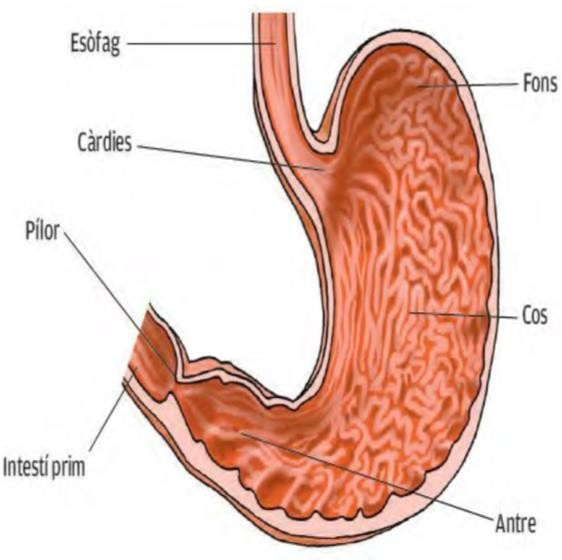 Esòfag
Fons
Càrdies
Pílor
Cos
Intestí prim
Antre